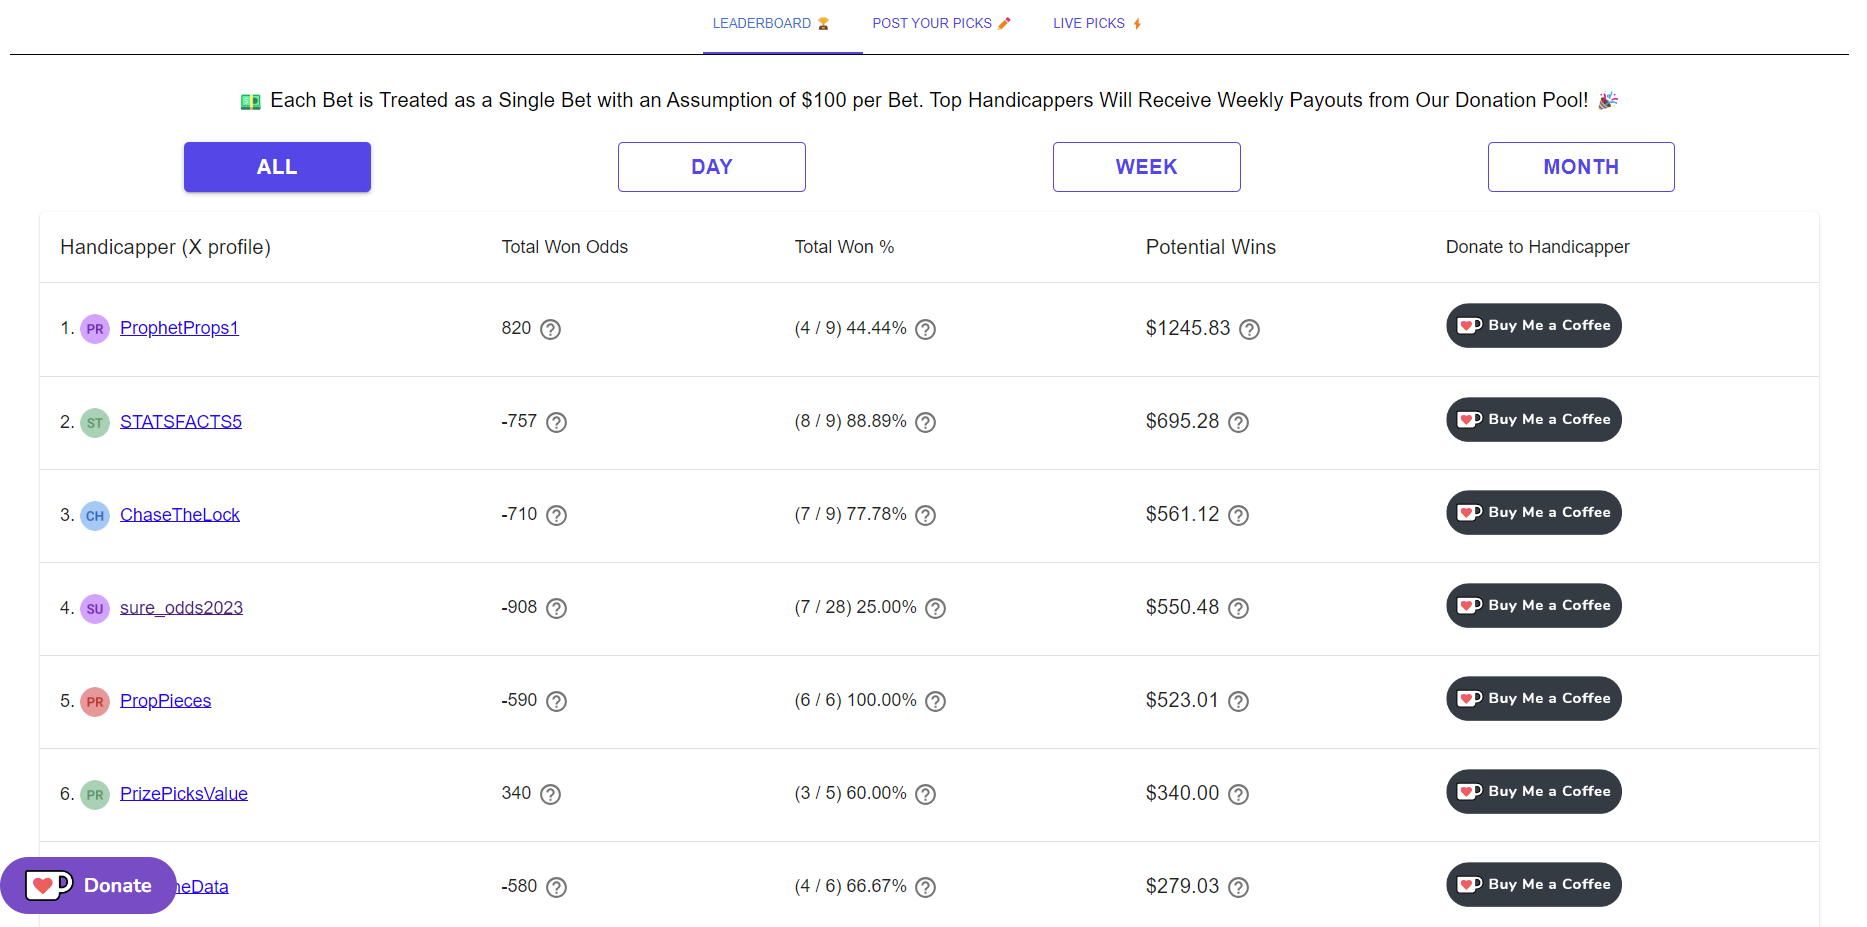 LEADERBOARD
POST YOUR PICKS
LIVE PICKS
Each Bet is Treated as a Single Bet with an Assumption of $100 per Bet. Top Handicappers Will Receive Weekly Payouts from Our Donation Pool!
ALL
DAY
WEEK
MONTH
Handicapper (X profile) Total Won Odds Total Won % Potential Wins Donate to Handicapper
1. PR ProphetProps1 820 (4 / 9) 44.44% $1245.83 Buy Me a Coffee
2. ST STATSFACTS5 -757 (8 / 9) 88.89% $695.28 Buy Me a Coffee
3. CH ChaseTheLock -710 (7 / 9) 77.78% $561.12 Buy Me a Coffee
4. SU sure_odds2023 -908 (7 / 28) 25.00% $550.48 Buy Me a Coffee
5. PR PropPieces -590 (6 / 6) 100.00% $523.01 Buy Me a Coffee
6. PR PrizePicksValue 340 (3 / 5) 60.00% $340.00 Buy Me a Coffee
Donate neData -580 (4 / 6) 66.67% $279.03 Buy Me a Coffee